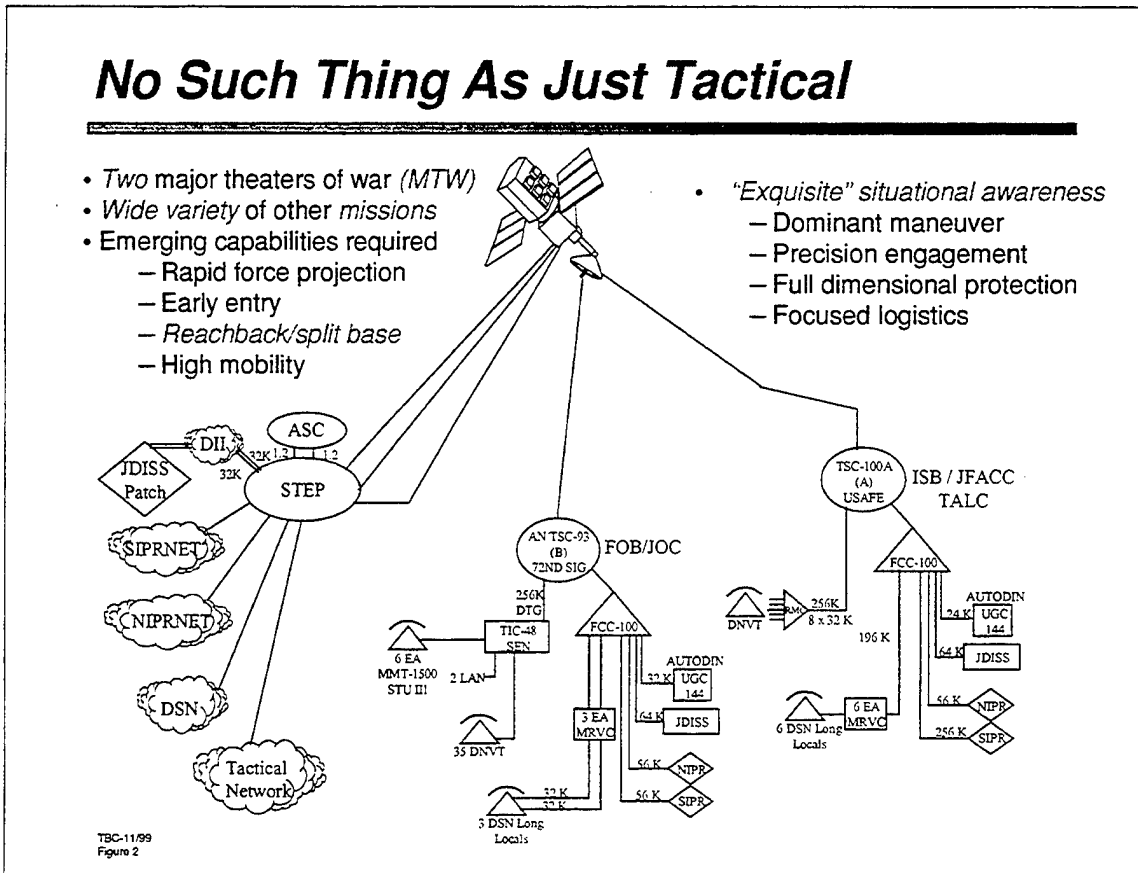 No Such Thing As Just Tactical
• Two major theaters of war (MTW)
• Wide variety of other missions
• Emerging capabilities required
– Rapid force projection
– Early entry
– Reachback/split base
– High mobility
• "Exquisite" situational awareness
– Dominant maneuver
– Precision engagement
– Full dimensional protection
– Focused logistics
ASC
DII
32K
1.2
1.2
32K
JDISS
Patch
STEP
SIPRNET
NIPRNET
DSN
Tactical
Network
AN TSC-93
(B)
72ND SIG
FOB/JOC
256K
DTG
TIC-48
SEN
6 EA
MMT-1500
STU III
2 LAN
35 DNVT
FCC-100
3 EA
MRVC
32 K
32 K
3 DSN Long
Locals
AUTODIN
32 K
UGC
144
64 K
JDISS
56 K
NIPR
56 K
SIPR
TSC-100A
(A)
USAFE
ISB / JFACC
TALC
FCC-100
DNVT
RMC
256K
8 x 32 K
196 K
6 EA
MRVC
6 DSN Long
Locals
AUTODIN
24 K
UGC
144
64 K
JDISS
56 K
NIPR
256 K
SIPR
TBC-11/99
Figure 2